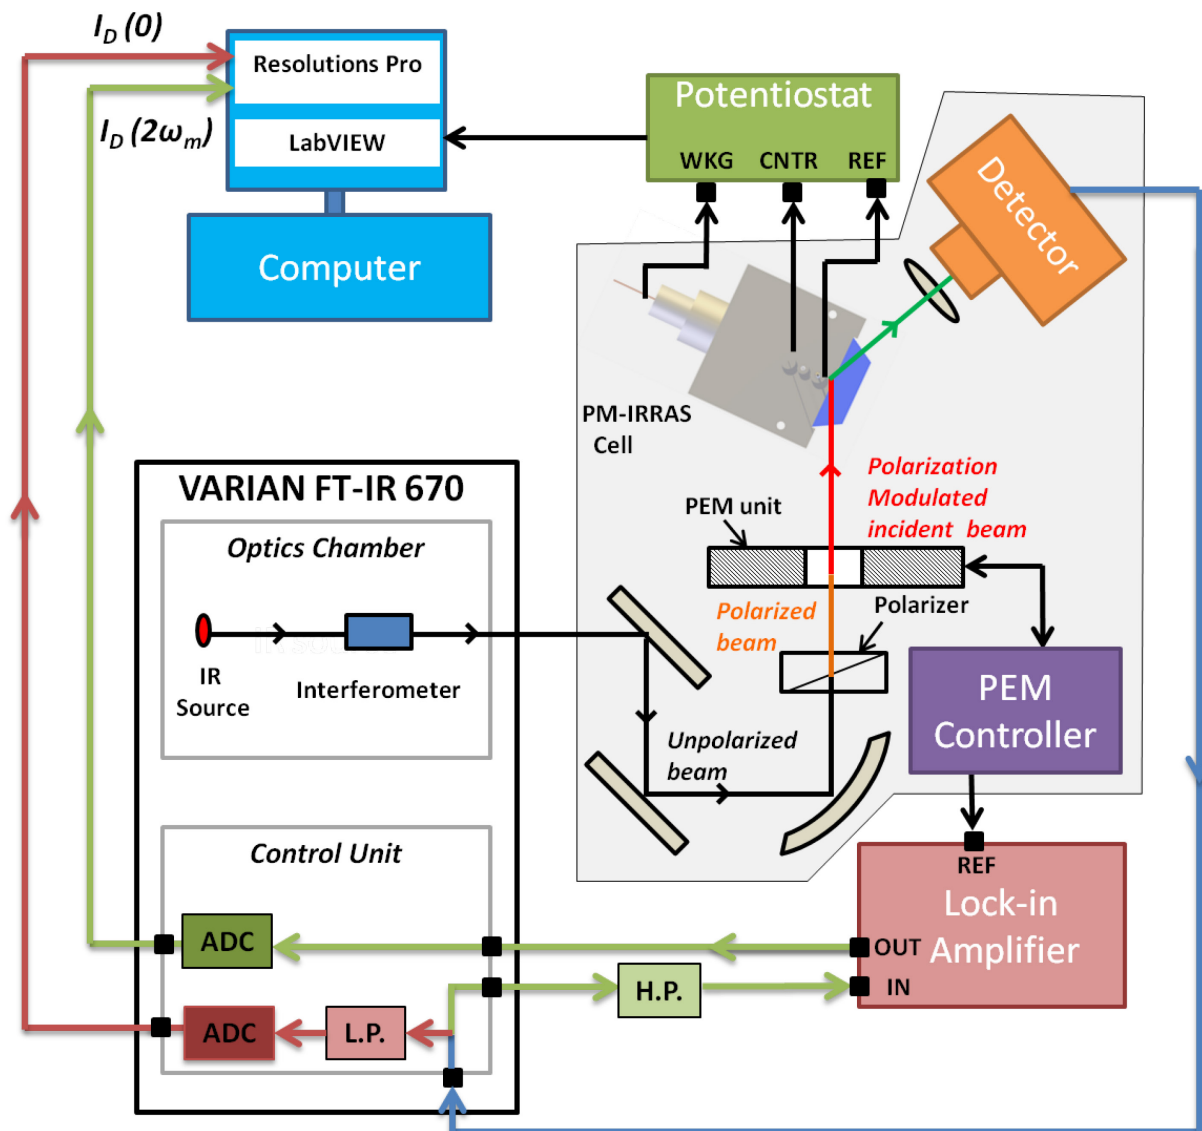 I_D (0)
Resolutions Pro
I_D (2ω_m)
LabVIEW
Computer
Potentiostat
WKG CNTR REF
Detector
PM-IRRAS
Cell
Polarization
Modulated
incident beam
PEM unit
Polarized
beam
Polarizer
VARIAN FT-IR 670
Optics Chamber
IR
Source
Interferometer
Unpolarized
beam
PEM
Controller
Control Unit
REF
Lock-in
Amplifier
OUT
IN
ADC
H.P.
ADC
L.P.